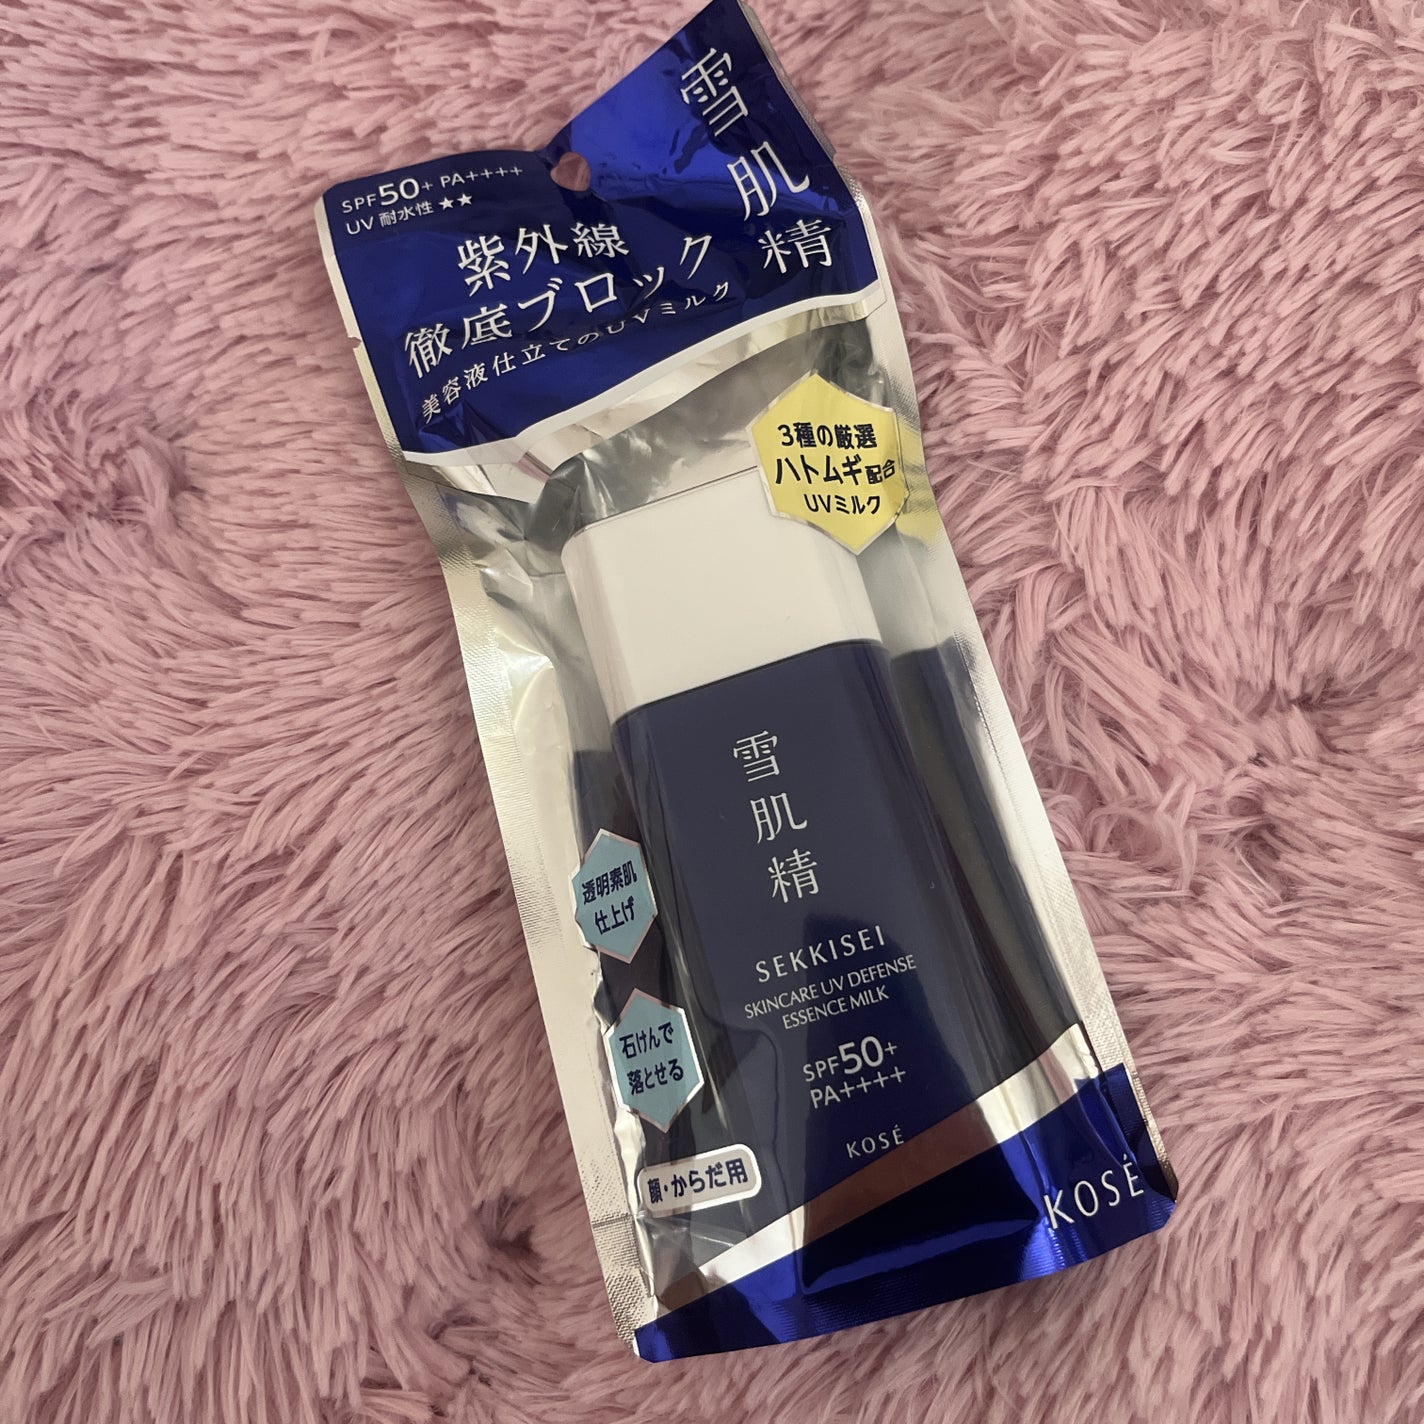 SPF50+ PA++++
UV 耐水性 ★★
雪肌精
紫外線
徹底ブロック
美容液仕立てのUVミルク
3種の厳選
ハトムギ配合
UVミルク
雪肌精
SEKKISEI
SKINCARE UV DEFENSE
ESSENCE MILK
SPF50+
PA++++
KOSÉ
透明素肌
仕上げ
石けんで
落とせる
顔・からだ用
KOSÉ